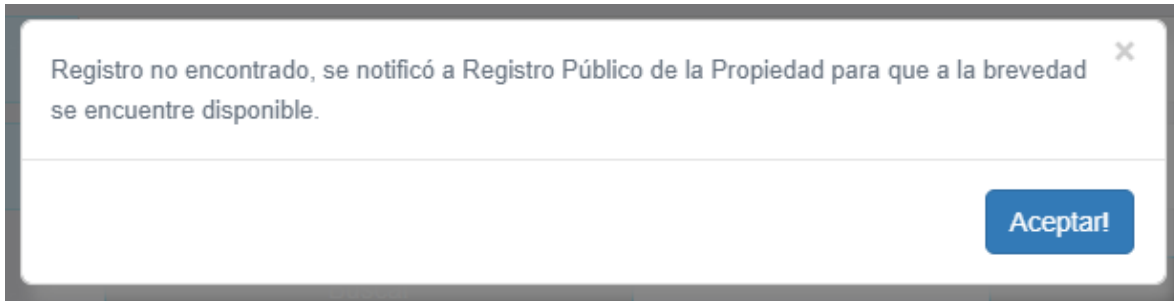 Registro no encontrado, se notificó a Registro Público de la Propiedad para que a la brevedad
se encuentre disponible.
×
Aceptar!